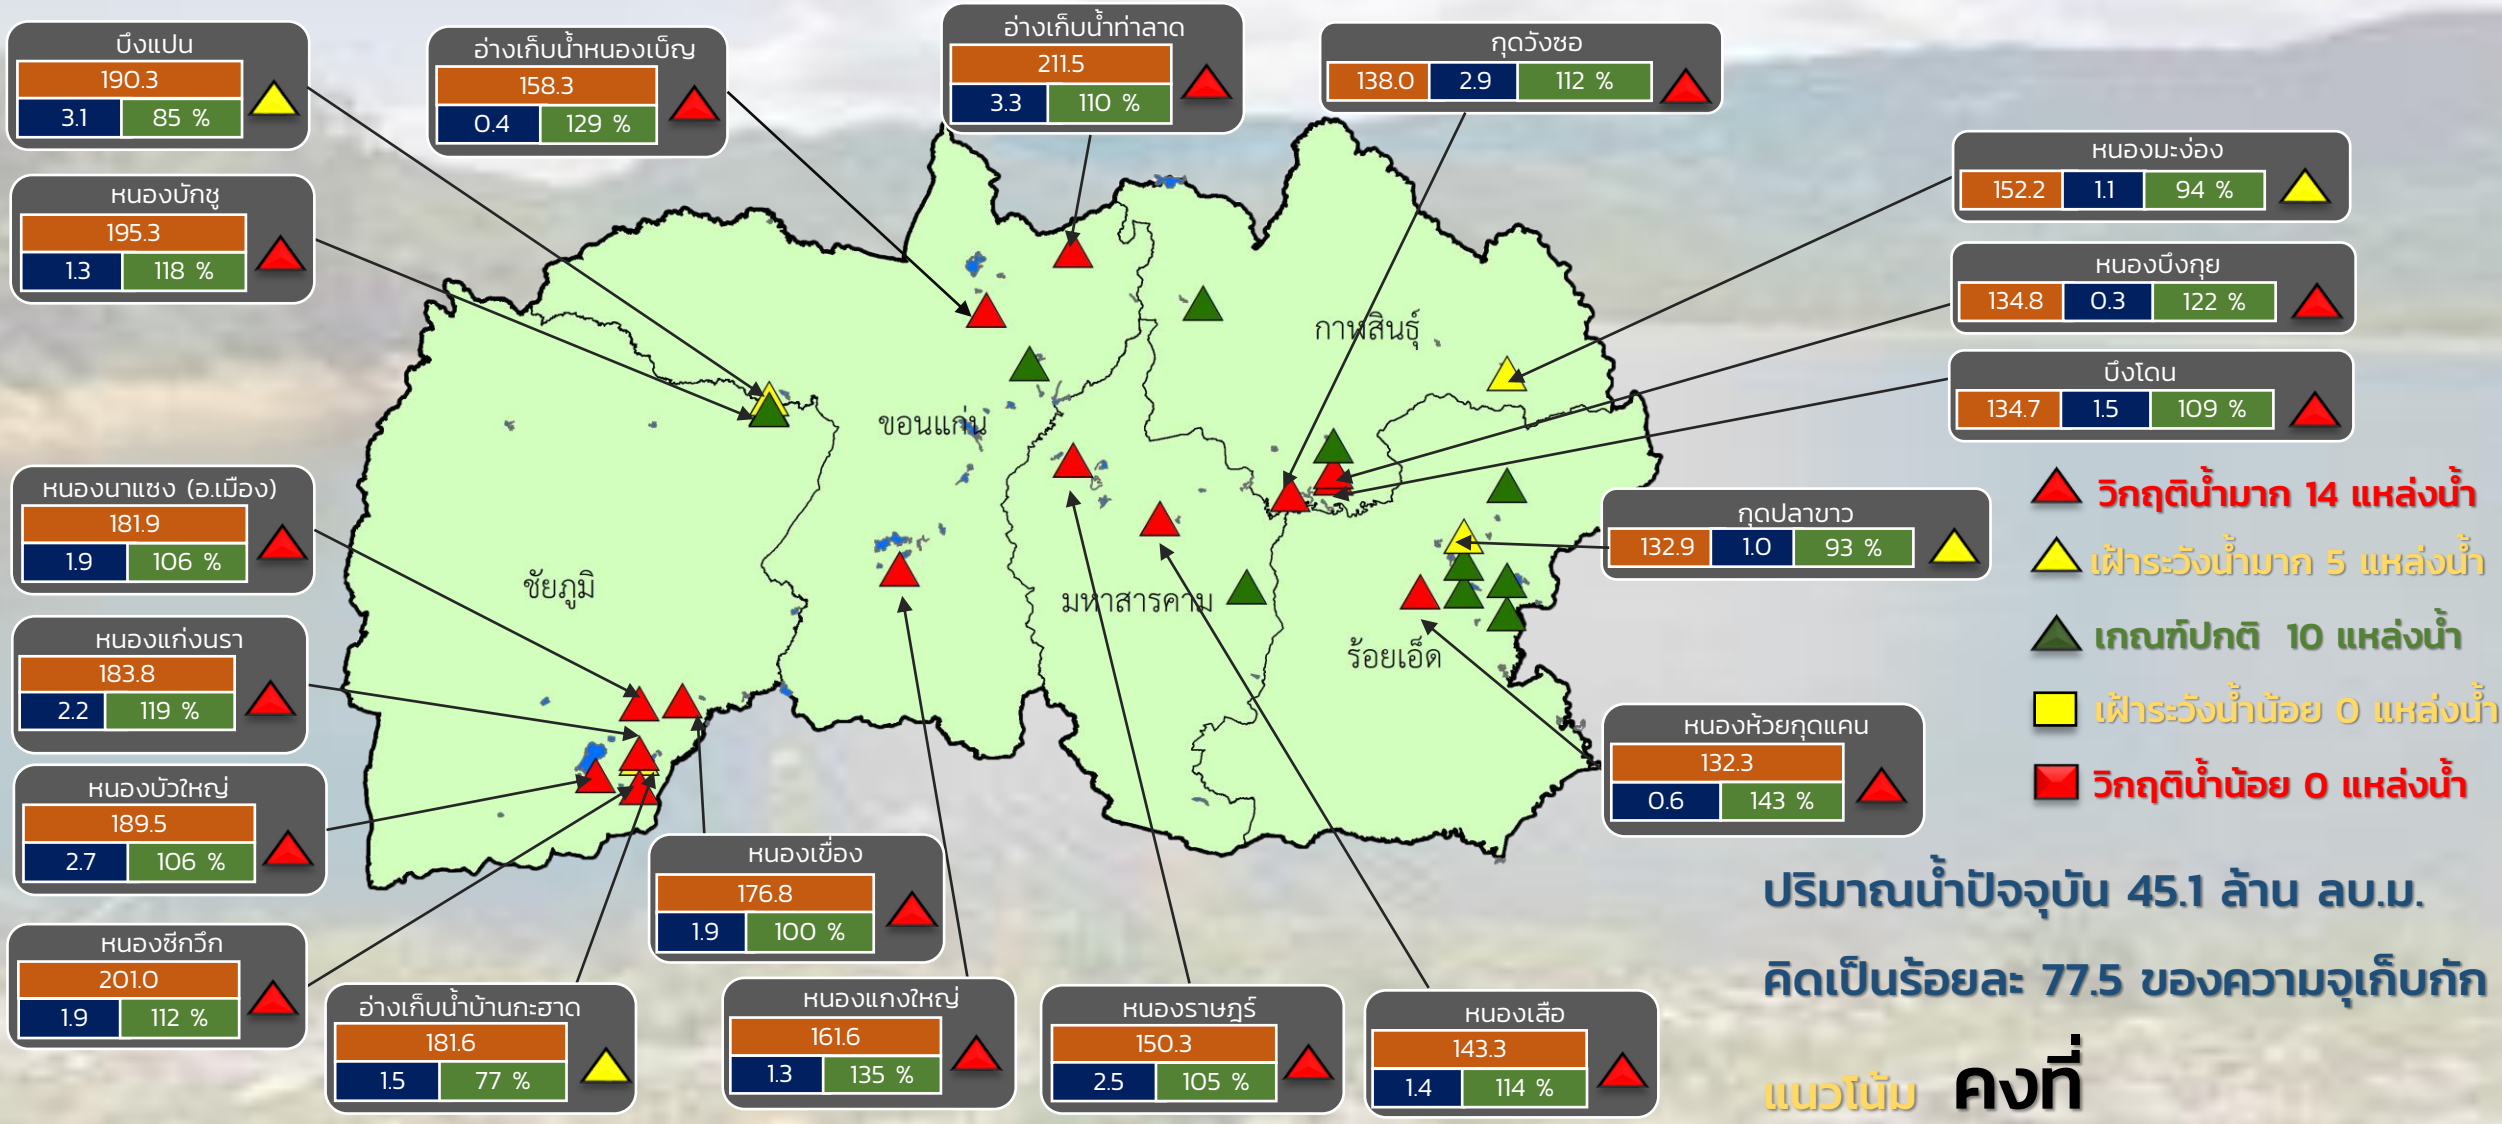 บึงแปน
190.3
3.1 85 %
อ่างเก็บน้ำหนองเบ็ญ
158.3
0.4 129 %
อ่างเก็บน้ำท่าลาด
211.5
3.3 110 %
กุดวังซอ
138.0 2.9 112 %
หนองมะง่อง
152.2 1.1 94 %
หนองบักชู
195.3
1.3 118 %
หนองบึงกุย
134.8 0.3 122 %
บึงโดน
134.7 1.5 109 %
กาฬสินธุ์
ขอนแก่น
ชัยภูมิ
มหาสารคาม
ร้อยเอ็ด
หนองนาแซง (อ.เมือง)
181.9
1.9 106 %
กุดปลาขาว
132.9 1.0 93 %
หนองแก่งนรา
183.8
2.2 119 %
หนองห้วยกุดแคน
132.3
0.6 143 %
หนองบัวใหญ่
189.5
2.7 106 %
หนองเขื่อง
176.8
1.9 100 %
หนองซีกวึก
201.0
1.9 112 %
อ่างเก็บน้ำบ้านกะฮาด
181.6
1.5 77 %
หนองแกงใหญ่
161.6
1.3 135 %
หนองราษฎร์
150.3
2.5 105 %
หนองเสือ
143.3
1.4 114 %
วิกฤติน้ำมาก 14 แหล่งน้ำ
เฝ้าระวังน้ำมาก 5 แหล่งน้ำ
เกณฑ์ปกติ 10 แหล่งน้ำ
เฝ้าระวังน้ำน้อย 0 แหล่งน้ำ
วิกฤติน้ำน้อย 0 แหล่งน้ำ
ปริมาณน้ำปัจจุบัน 45.1 ล้าน ลบ.ม.
คิดเป็นร้อยละ 77.5 ของความจุเก็บกัก
แนวโน้ม คงที่